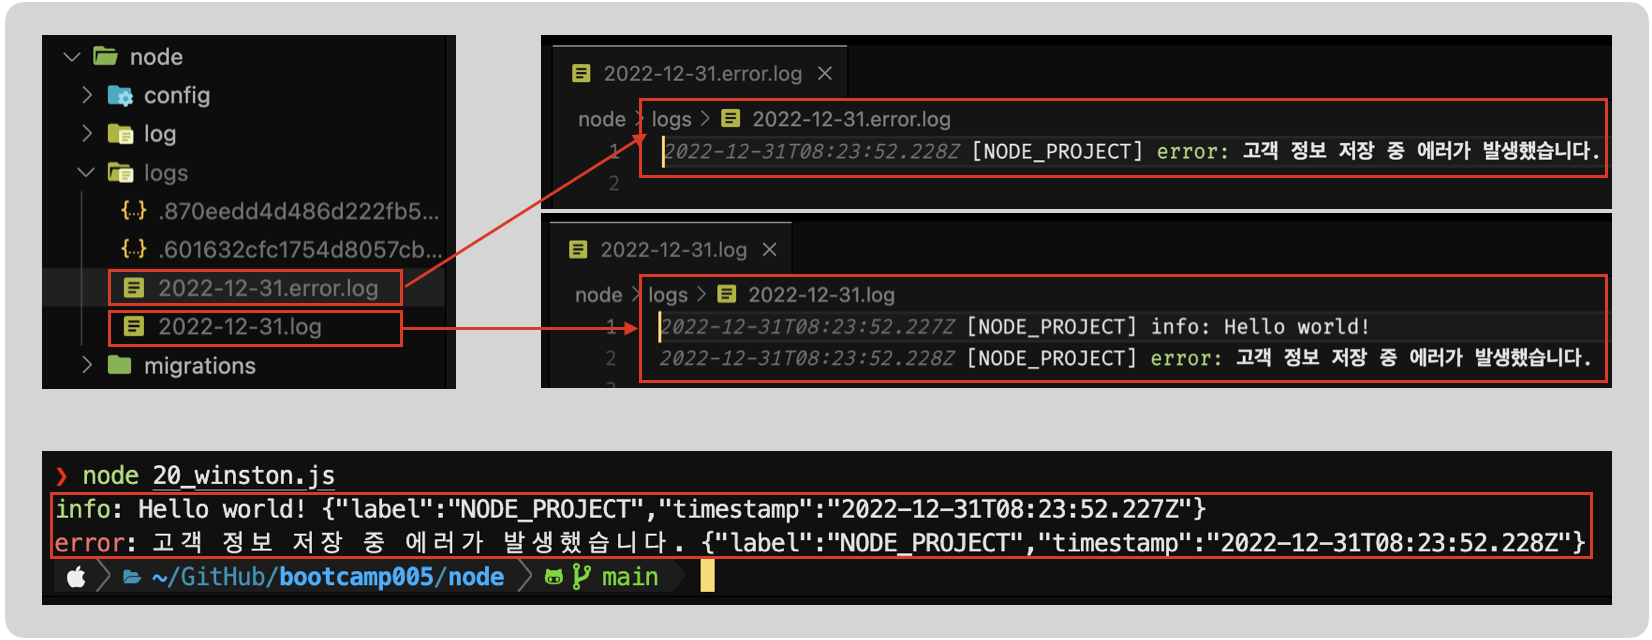 node
config
log
logs
.870eedd4d486d222fb5...
.601632cfc1754d8057cb...
2022-12-31.error.log
2022-12-31.log
migrations
2022-12-31.error.log
node > logs > 2022-12-31.error.log
1 2022-12-31T08:23:52.228Z [NODE_PROJECT] error: 고객 정보 저장 중 에러가 발생했습니다.
2
2022-12-31.log
node > logs > 2022-12-31.log
1 2022-12-31T08:23:52.227Z [NODE_PROJECT] info: Hello world!
2 2022-12-31T08:23:52.228Z [NODE_PROJECT] error: 고객 정보 저장 중 에러가 발생했습니다.
❯ node 20_winston.js
info: Hello world! {"label":"NODE_PROJECT","timestamp":"2022-12-31T08:23:52.227Z"}
error: 고객 정보 저장 중 에러가 발생했습니다. {"label":"NODE_PROJECT","timestamp":"2022-12-31T08:23:52.228Z"}
~/GitHub/bootcamp005/node main